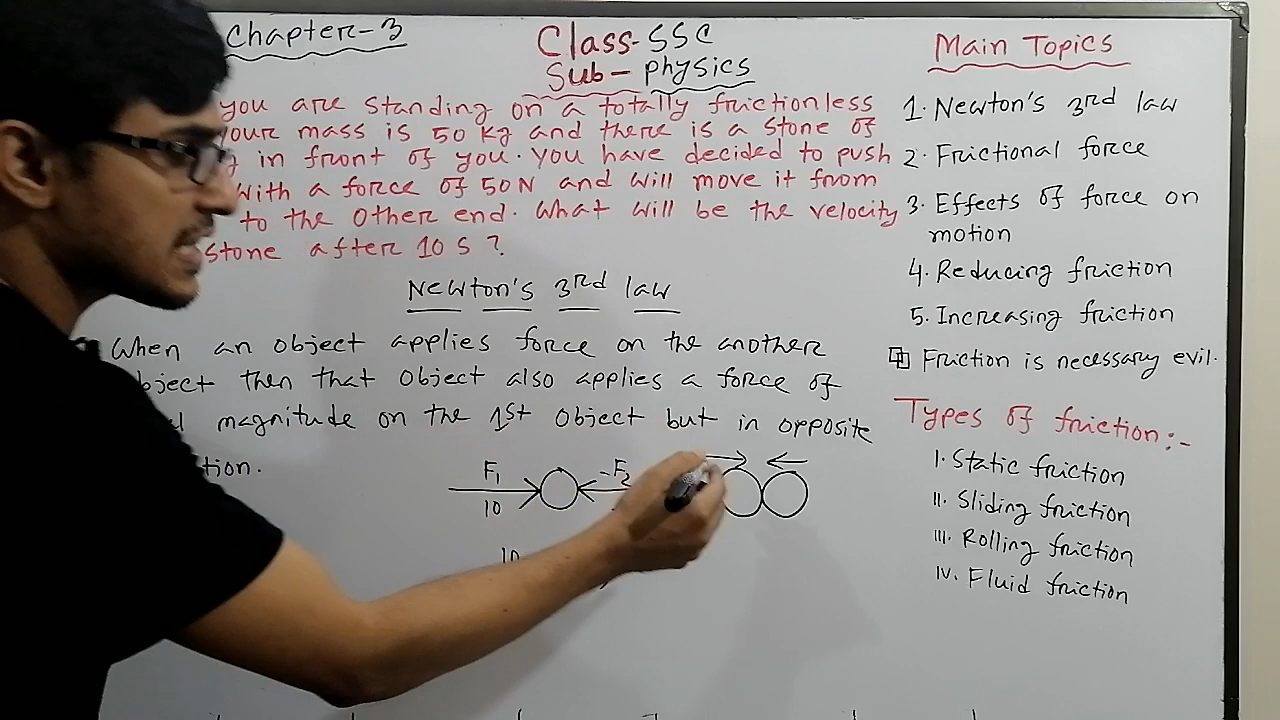 Chapter-3
Class-SSC
Sub-physics
you are standing on a totally frictionless
your mass is 50 kg and there is a stone of
in front of you. you have decided to push
with a force of 50N and will move it from
to the other end. What will be the velocity
stone after 10 s ?
Newton's 3rd law
When an object applies force on the another
object then that object also applies a force of
magnitude on the 1st object but in opposite
tion.
F1
10
-F2
10
Main Topics
1. Newton's 3rd law
2. Frictional force
3. Effects of force on
motion
4. Reducing friction
5. Increasing friction
Friction is necessary evil.
Types of friction:-
I. Static friction
II. Sliding friction
III. Rolling friction
IV. Fluid friction